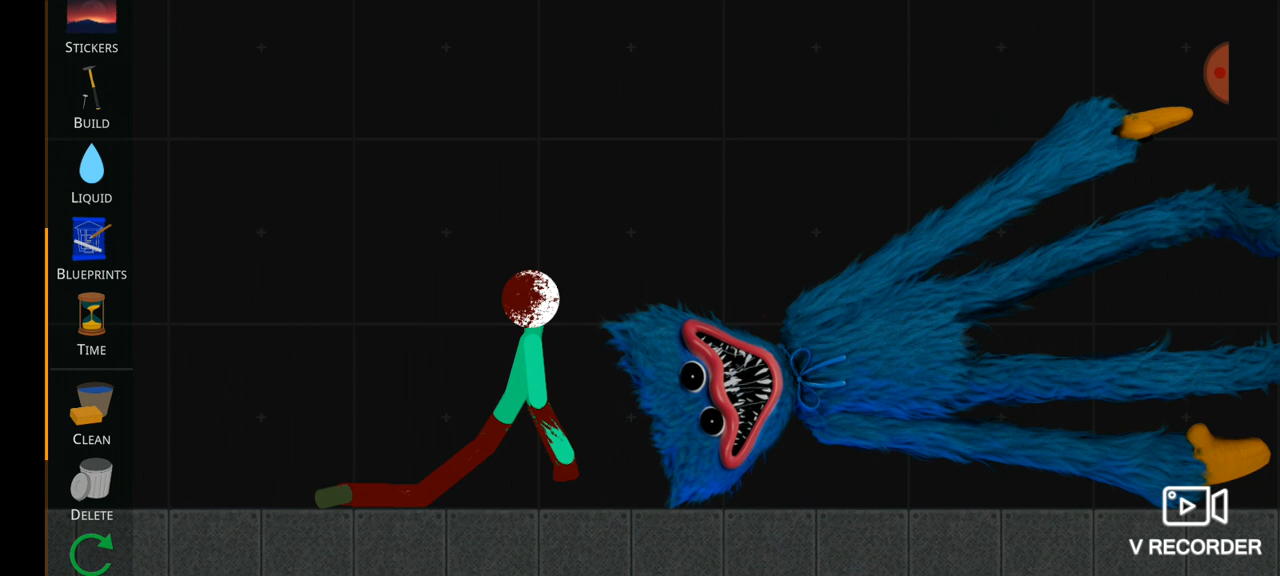 STICKERS
BUILD
LIQUID
BLUEPRINTS
TIME
CLEAN
DELETE
V RECORDER